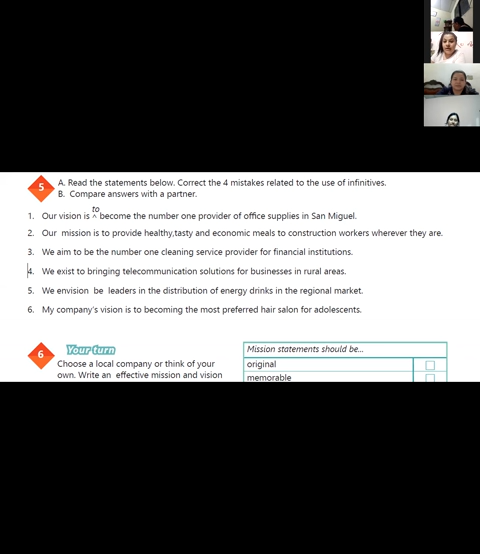 5 A. Read the statements below. Correct the 4 mistakes related to the use of infinitives.
B. Compare answers with a partner.
to
1. Our vision is ^ become the number one provider of office supplies in San Miguel.
2. Our mission is to provide healthy,tasty and economic meals to construction workers wherever they are.
3. We aim to be the number one cleaning service provider for financial institutions.
4. We exist to bringing telecommunication solutions for businesses in rural areas.
5. We envision be leaders in the distribution of energy drinks in the regional market.
6. My company's vision is to becoming the most preferred hair salon for adolescents.
6 Your turn
Choose a local company or think of your
own. Write an effective mission and vision
Mission statements should be...
original
memorable